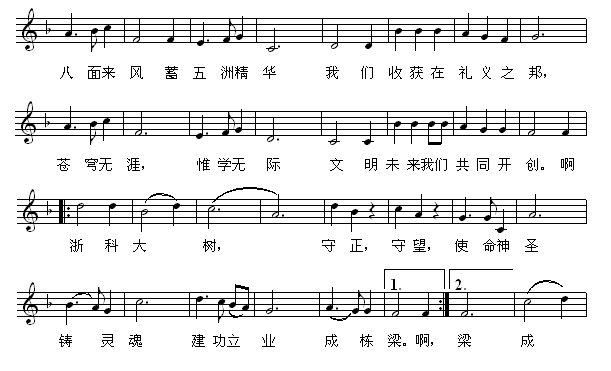 八 面来 风 蓄 五 洲精 华 我 们 收 获 在 礼 义 之 邦，
苍 穹无 涯， 惟 学无 际 文 明 未 来我们 共 同 开 创。啊
浙 科 大 树， 守 正， 守 望， 使 命神 圣
1. 2.
铸 灵 魂 建 功立 业 成 栋 梁。啊， 梁 成